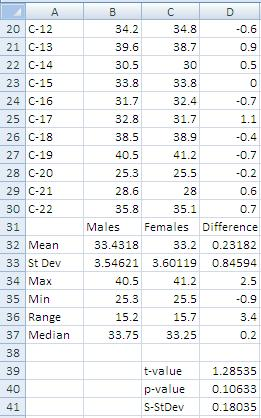 A B C D
20 C-12 34.2 34.8 -0.6
21 C-13 39.6 38.7 0.9
22 C-14 30.5 30 0.5
23 C-15 33.8 33.8 0
24 C-16 31.7 32.4 -0.7
25 C-17 32.8 31.7 1.1
26 C-18 38.5 38.9 -0.4
27 C-19 40.5 41.2 -0.7
28 C-20 25.3 25.5 -0.2
29 C-21 28.6 28 0.6
30 C-22 35.8 35.1 0.7
31 Males Females Difference
32 Mean 33.4318 33.2 0.23182
33 St Dev 3.54621 3.60119 0.84594
34 Max 40.5 41.2 2.5
35 Min 25.3 25.5 -0.9
36 Range 15.2 15.7 3.4
37 Median 33.75 33.25 0.2
38
39 t-value 1.28535
40 p-value 0.10633
41 S-StDev 0.18035